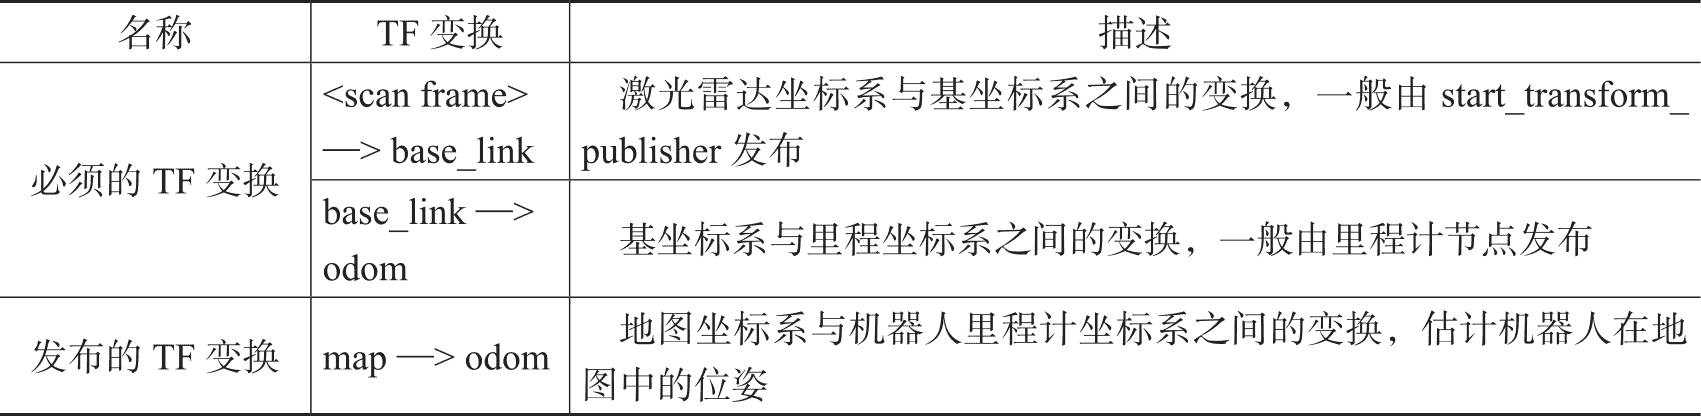 名称 TF 变换 描述
<scan frame> 激光雷达坐标系与基坐标系之间的变换，一般由 start_transform_
—> base_link publisher 发布
必须的 TF 变换
base_link —> 基坐标系与里程坐标系之间的变换，一般由里程计节点发布
odom
发布的 TF 变换 map —> odom 地图坐标系与机器人里程计坐标系之间的变换，估计机器人在地
图中的位姿